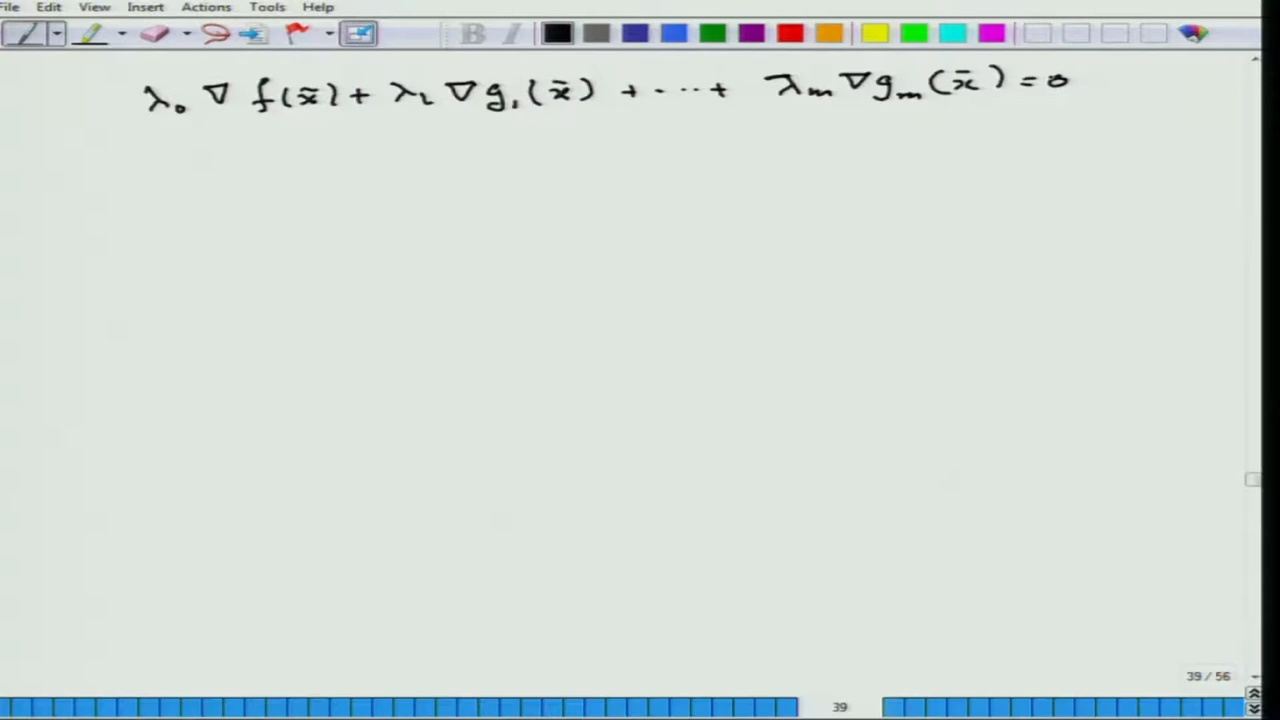 File Edit View Insert Actions Tools Help
B I
λ₀ ∇ f(x̄) + λ₁ ∇g₁(x̄) + ··· + λₘ ∇gₘ(x̄) = 0
39 / 56
39